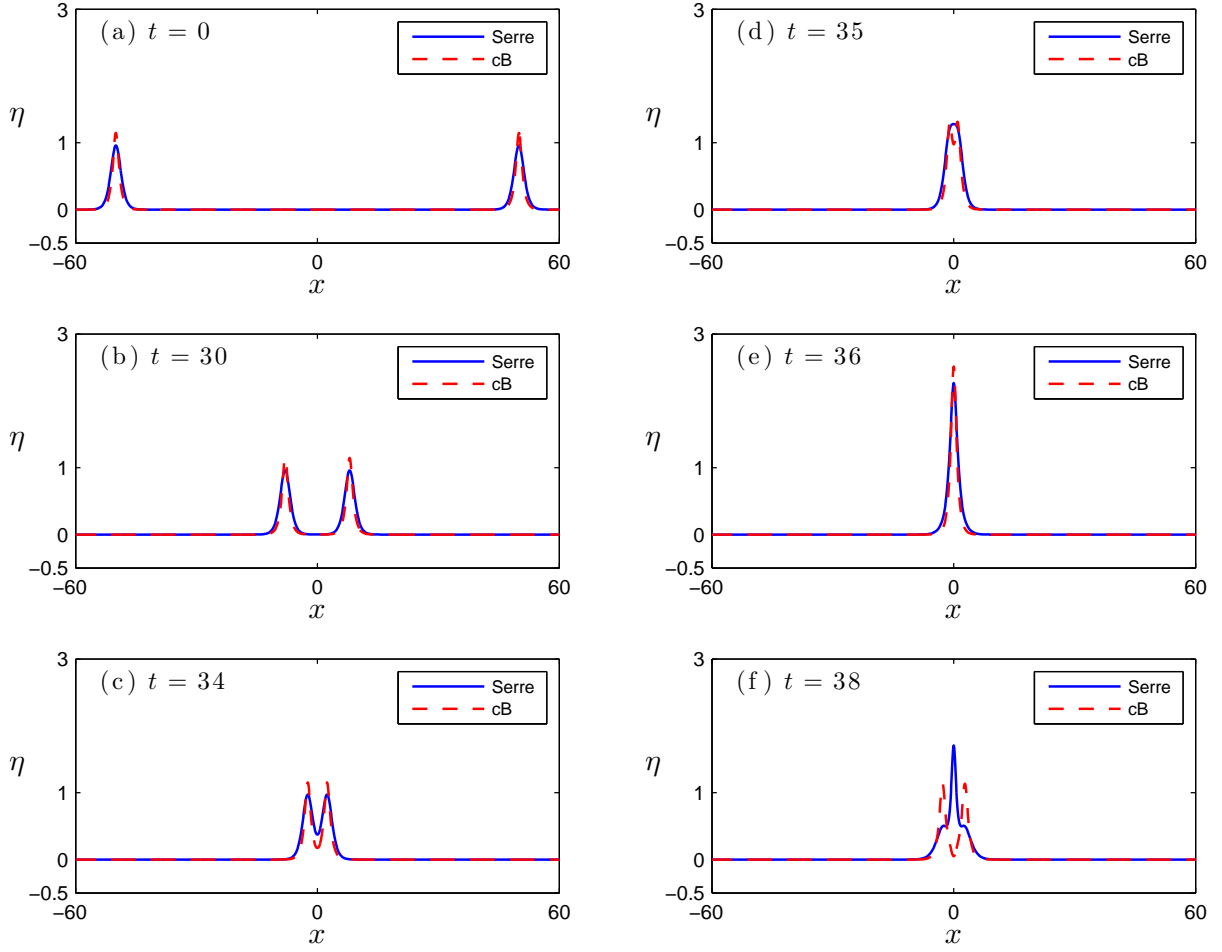 (a) t = 0
Serre
cB
3
1
0
−0.5
η
−60
0
60
x
(b) t = 30
Serre
cB
3
1
0
−0.5
η
−60
0
60
x
(c) t = 34
Serre
cB
3
1
0
−0.5
η
−60
0
60
x
(d) t = 35
Serre
cB
3
1
0
−0.5
η
−60
0
60
x
(e) t = 36
Serre
cB
3
1
0
−0.5
η
−60
0
60
x
(f) t = 38
Serre
cB
3
1
0
−0.5
η
−60
0
60
x